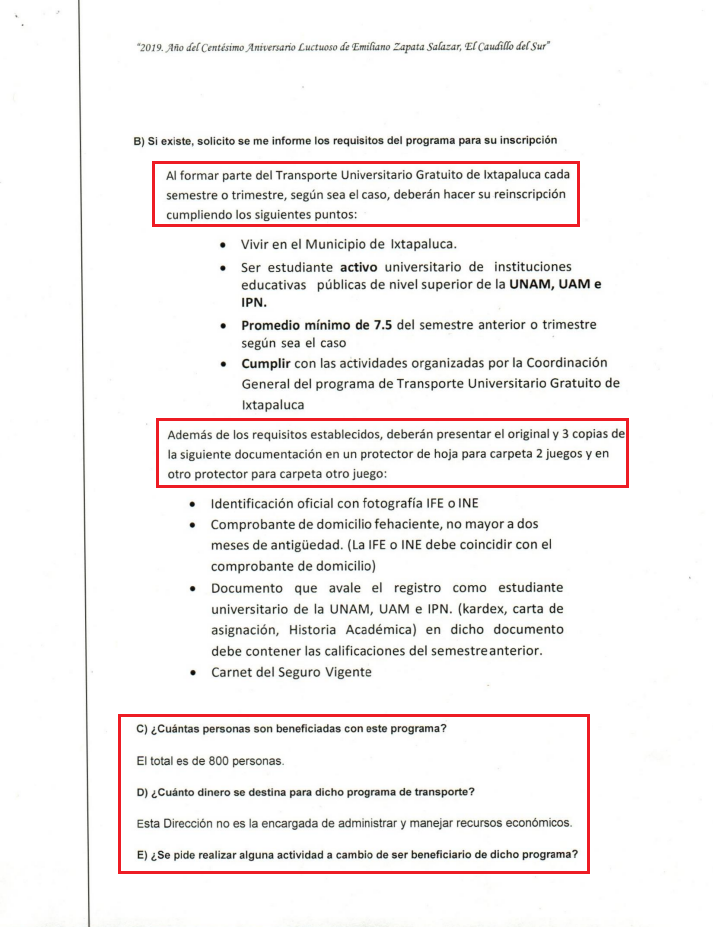 "2019. Año del Centésimo Aniversario Luctuoso de Emiliano Zapata Salazar, El Caudillo del Sur"
B) Si existe, solicito se me informe los requisitos del programa para su inscripción
Al formar parte del Transporte Universitario Gratuito de Ixtapaluca cada
semestre o trimestre, según sea el caso, deberán hacer su reinscripción
cumpliendo los siguientes puntos:
• Vivir en el Municipio de Ixtapaluca.
• Ser estudiante activo universitario de instituciones
educativas públicas de nivel superior de la UNAM, UAM e
IPN.
• Promedio mínimo de 7.5 del semestre anterior o trimestre
según sea el caso
• Cumplir con las actividades organizadas por la Coordinación
General del programa de Transporte Universitario Gratuito de
Ixtapaluca
Además de los requisitos establecidos, deberán presentar el original y 3 copias de
la siguiente documentación en un protector de hoja para carpeta 2 juegos y en
otro protector para carpeta otro juego:
• Identificación oficial con fotografía IFE o INE
• Comprobante de domicilio fehaciente, no mayor a dos
meses de antigüedad. (La IFE o INE debe coincidir con el
comprobante de domicilio)
• Documento que avale el registro como estudiante
universitario de la UNAM, UAM e IPN. (kardex, carta de
asignación, Historia Académica) en dicho documento
debe contener las calificaciones del semestre anterior.
• Carnet del Seguro Vigente
C) ¿Cuántas personas son beneficiadas con este programa?
El total es de 800 personas.
D) ¿Cuánto dinero se destina para dicho programa de transporte?
Esta Dirección no es la encargada de administrar y manejar recursos económicos.
E) ¿Se pide realizar alguna actividad a cambio de ser beneficiario de dicho programa?